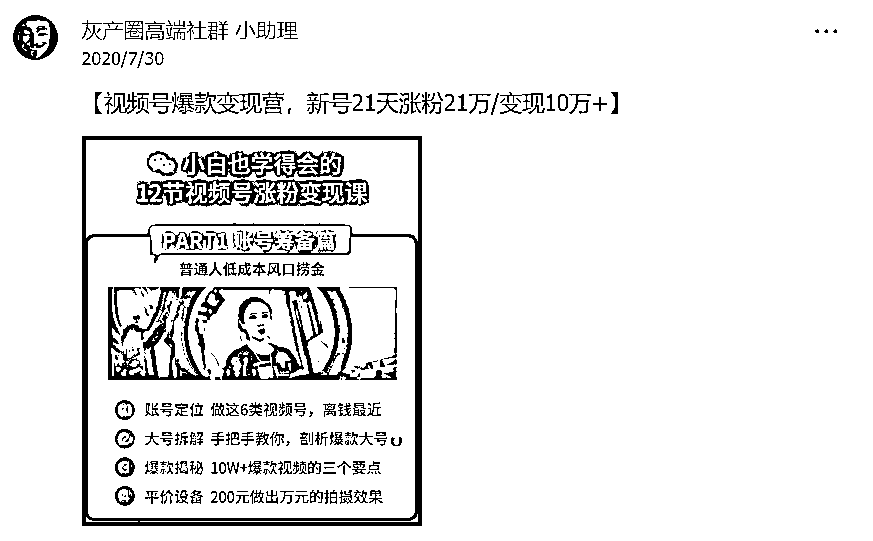 灰产圈高端社群 小助理
2020/7/30
【视频号爆款变现营，新号21天涨粉21万/变现10万+】
小白也学得会的
12节视频号涨粉变现课
PART1 账号筹备篇
普通人低成本风口捞金
1 账号定位 做这6类视频号，离钱最近
2 大号拆解 手把手教你，剖析爆款大号
3 爆款揭秘 10W+爆款视频的三个要点
4 平价设备 200元做出万元的拍摄效果